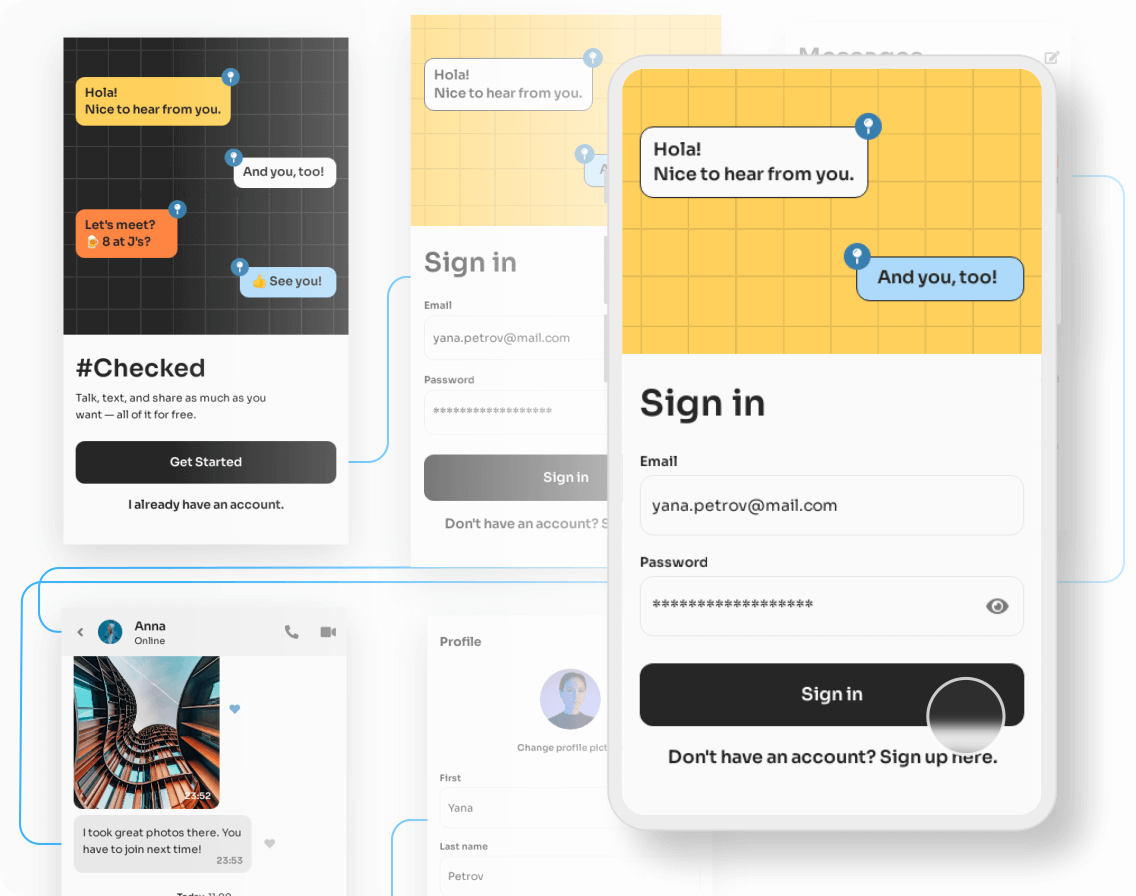 Hola!
Nice to hear from you.
And you, too!
Let's meet?
🍺 8 at J's?
👍 See you!
#Checked
Talk, text, and share as much as you
want — all of it for free.
Get Started
I already have an account.
Hola!
Nice to hear from you.
Sign in
Email
yana.petrov@mail.com
Password
******************
Sign in
Don't have an account? S
Messages
Hola!
Nice to hear from you.
And you, too!
Sign in
Email
yana.petrov@mail.com
Password
******************
Sign in
Don't have an account? Sign up here.
Anna
Online
23:52
I took great photos there. You
have to join next time!
23:53
Today, 11:00
Profile
Change profile pict
First
Yana
Last name
Petrov